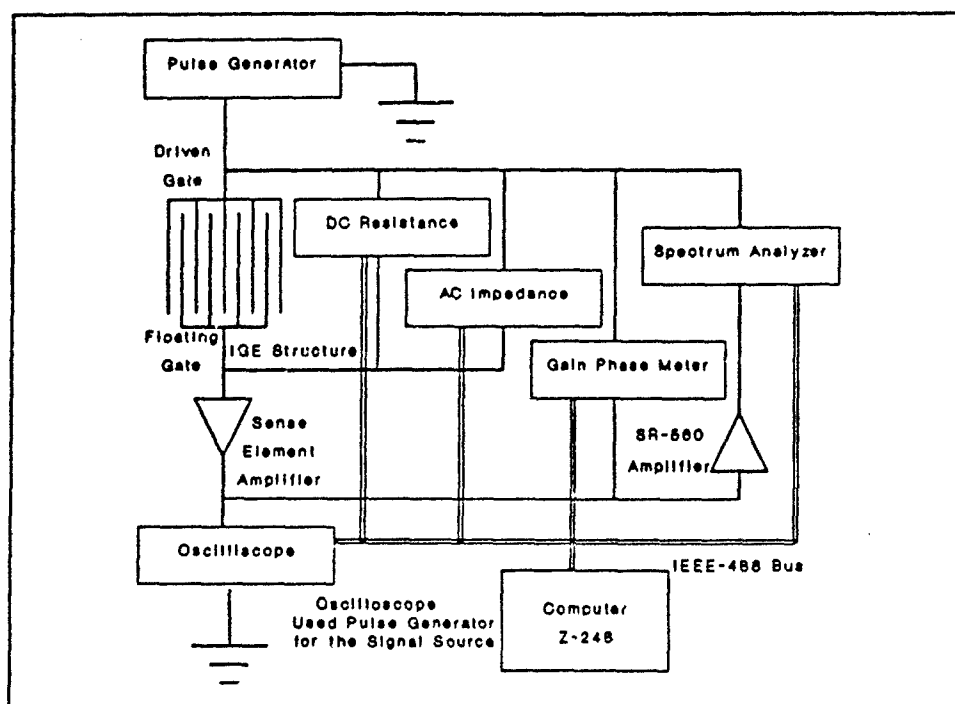 Pulse Generator
Driven
Gate
DC Resistance
Spectrum Analyzer
AC Impedance
Floating
Gate
IGE Structure
Gain Phase Meter
Sense
Element
Amplifier
SR-560
Amplifier
Oscilliscope
IEEE-488 Bus
Oscilloscope
Used Pulse Generator
for the Signal Source
Computer
Z-248